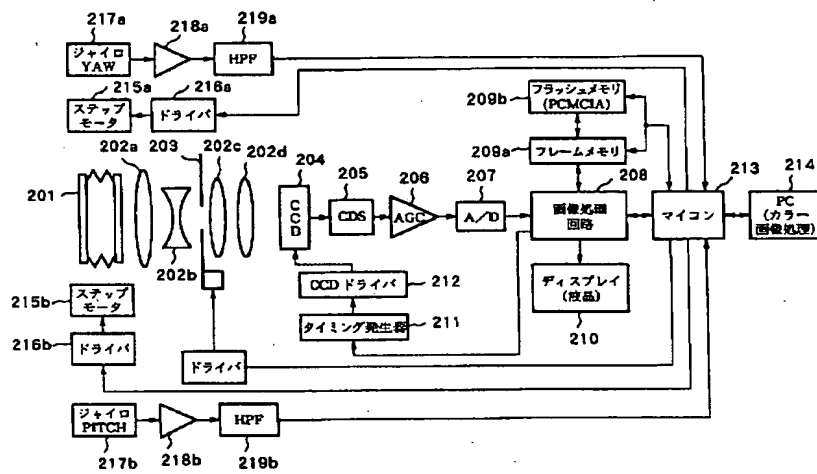 217a
218a
219a
ジャイロ
YAW
HPF
215a
216a
ステップ
モータ
ドライバ
209b
フラッシュメモリ
(PCMCIA)
209a
フレームメモリ
201
202a
203
202c
202d
204
205
206
207
208
213
214
CCD
CDS
AGC
A/D
画像処理
回路
マイコン
PC
(カラー
画像処理)
202b
215b
ステップ
モータ
216b
ドライバ
CCD ドライバ
212
タイミング発生器
211
ディスプレイ
(液晶)
210
ドライバ
ジャイロ
PITCH
HPF
217b
218b
219b